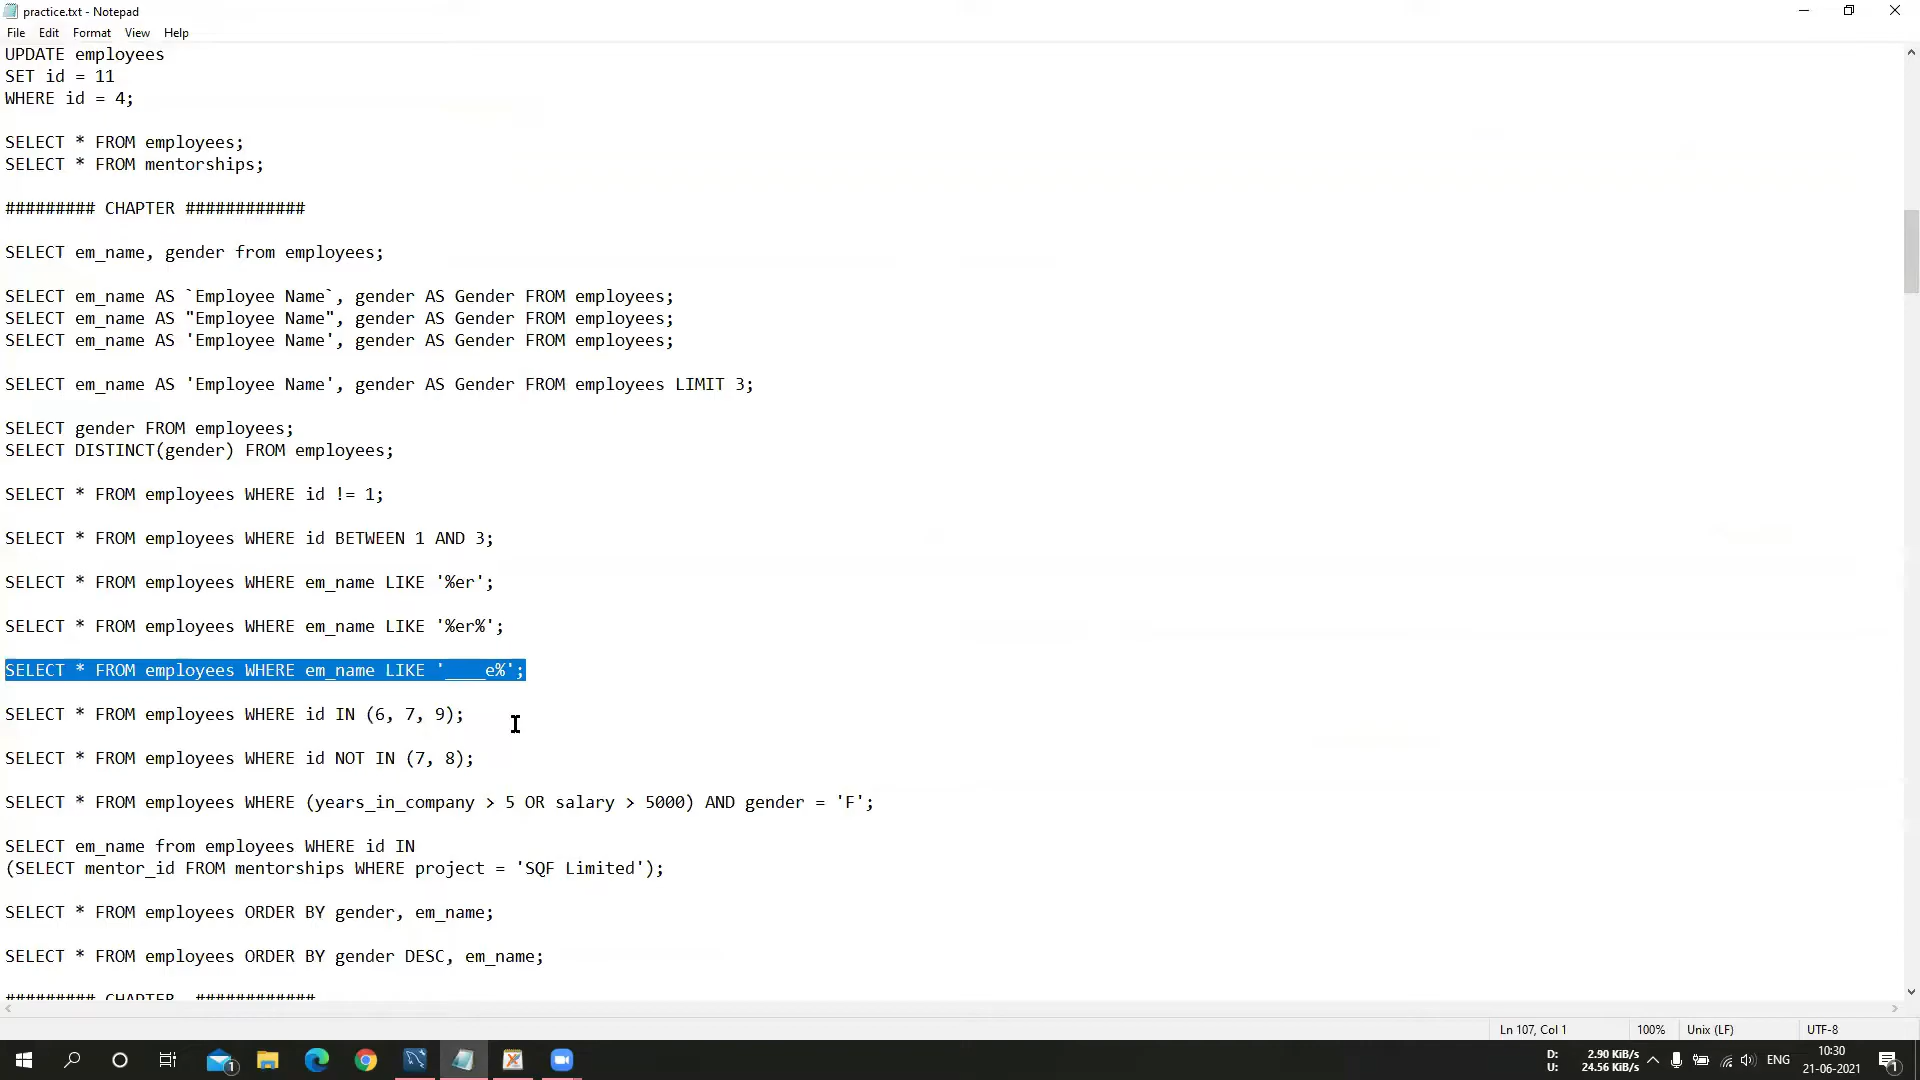 practice.txt - Notepad
File Edit Format View Help
UPDATE employees
SET id = 11
WHERE id = 4;
SELECT * FROM employees;
SELECT * FROM mentorships;
######### CHAPTER ############
SELECT em_name, gender from employees;
SELECT em_name AS `Employee Name`, gender AS Gender FROM employees;
SELECT em_name AS "Employee Name", gender AS Gender FROM employees;
SELECT em_name AS 'Employee Name', gender AS Gender FROM employees;
SELECT em_name AS 'Employee Name', gender AS Gender FROM employees LIMIT 3;
SELECT gender FROM employees;
SELECT DISTINCT(gender) FROM employees;
SELECT * FROM employees WHERE id != 1;
SELECT * FROM employees WHERE id BETWEEN 1 AND 3;
SELECT * FROM employees WHERE em_name LIKE '%er';
SELECT * FROM employees WHERE em_name LIKE '%er%';
SELECT * FROM employees WHERE em_name LIKE '____e%';
SELECT * FROM employees WHERE id IN (6, 7, 9);
SELECT * FROM employees WHERE id NOT IN (7, 8);
SELECT * FROM employees WHERE (years_in_company > 5 OR salary > 5000) AND gender = 'F';
SELECT em_name from employees WHERE id IN
(SELECT mentor_id FROM mentorships WHERE project = 'SQF Limited');
SELECT * FROM employees ORDER BY gender, em_name;
SELECT * FROM employees ORDER BY gender DESC, em_name;
######### CHAPTER  ############
Ln 107, Col 1 100% Unix (LF) UTF-8
D: 2.90 KiB/s
U: 24.56 KiB/s
ENG
10:30
21-06-2021
1
1